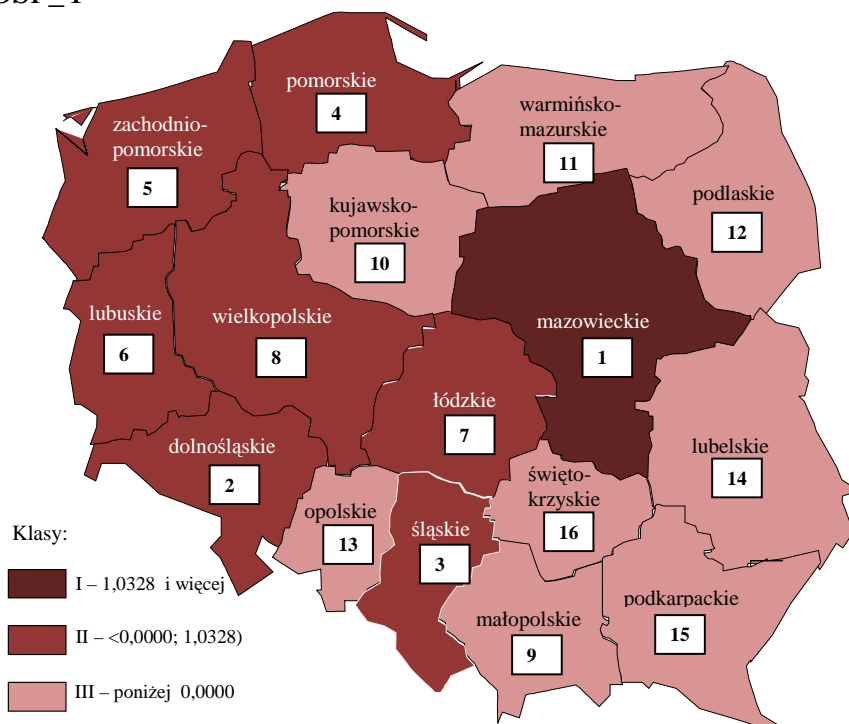 pomorskie
4
zachodnio-
pomorskie
5
warmińsko-
mazurskie
11
podlaskie
12
kujawsko-
pomorskie
10
lubuskie
6
wielkopolskie
8
mazowieckie
1
łódzkie
7
dolnośląskie
2
lubelskie
14
święto-
krzyskie
16
opolskie
13
śląskie
3
małopolskie
9
podkarpackie
15
Klasy:
I – 1,0328 i więcej
II – <0,0000; 1,0328)
III – poniżej 0,0000